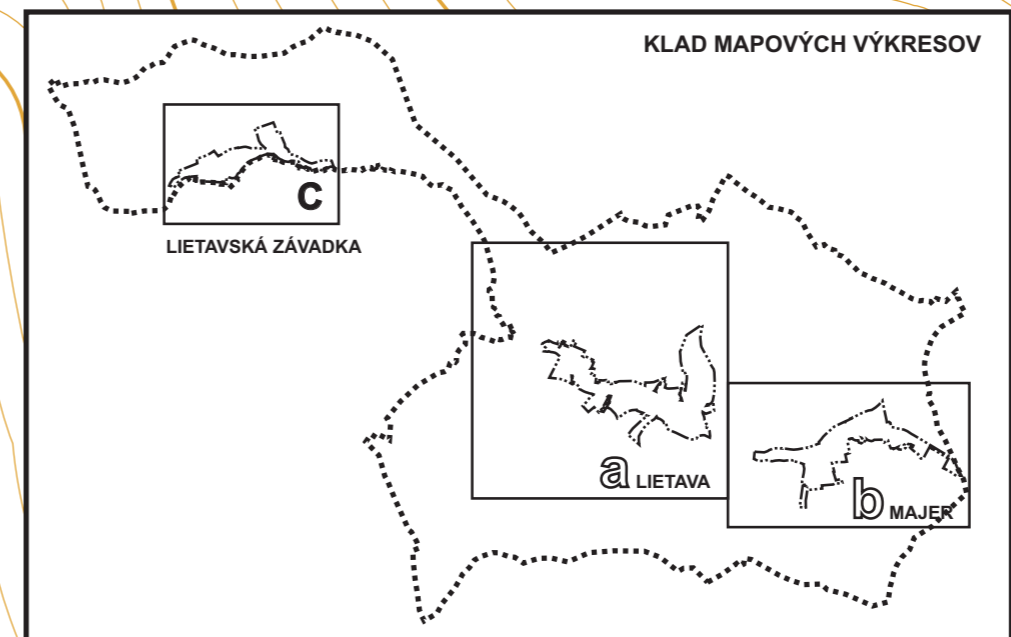 KLAD MAPOVÝCH VÝKRESOV
C
LIETAVSKÁ ZÁVADKA
a LIETAVA
b MAJER